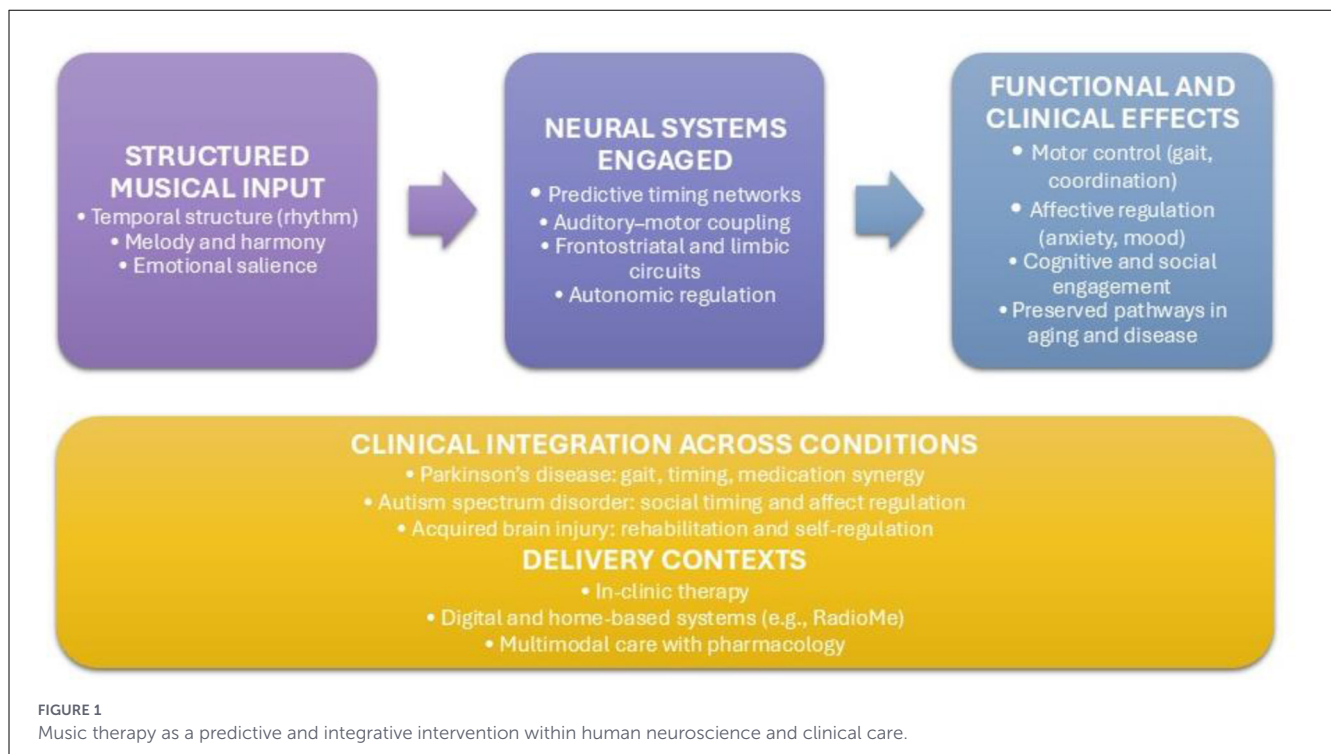 STRUCTURED
MUSICAL INPUT
• Temporal structure (rhythm)
• Melody and harmony
• Emotional salience
NEURAL SYSTEMS
ENGAGED
• Predictive timing networks
• Auditory–motor coupling
• Frontostriatal and limbic
circuits
• Autonomic regulation
FUNCTIONAL AND
CLINICAL EFFECTS
• Motor control (gait,
coordination)
• Affective regulation
(anxiety, mood)
• Cognitive and social
engagement
• Preserved pathways in
aging and disease
CLINICAL INTEGRATION ACROSS CONDITIONS
• Parkinson's disease: gait, timing, medication synergy
• Autism spectrum disorder: social timing and affect regulation
• Acquired brain injury: rehabilitation and self-regulation
DELIVERY CONTEXTS
• In-clinic therapy
• Digital and home-based systems (e.g., RadioMe)
• Multimodal care with pharmacology
FIGURE 1
Music therapy as a predictive and integrative intervention within human neuroscience and clinical care.